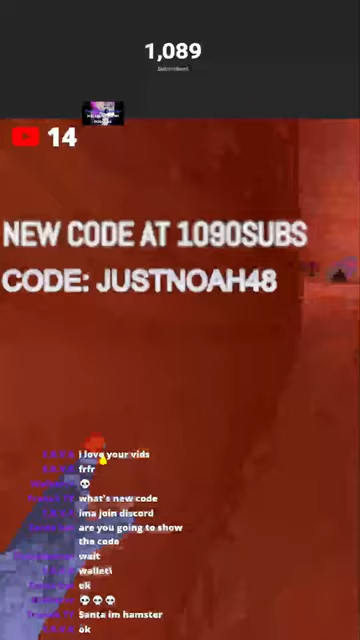 1,089
Subscribers
14
NEW CODE AT 1090SUBS
CODE: JUSTNOAH48
i love your vids
frfr
what's new code
ima join discord
are you going to show
the code
wait
wallet\
ok
Santa im hamster
ok